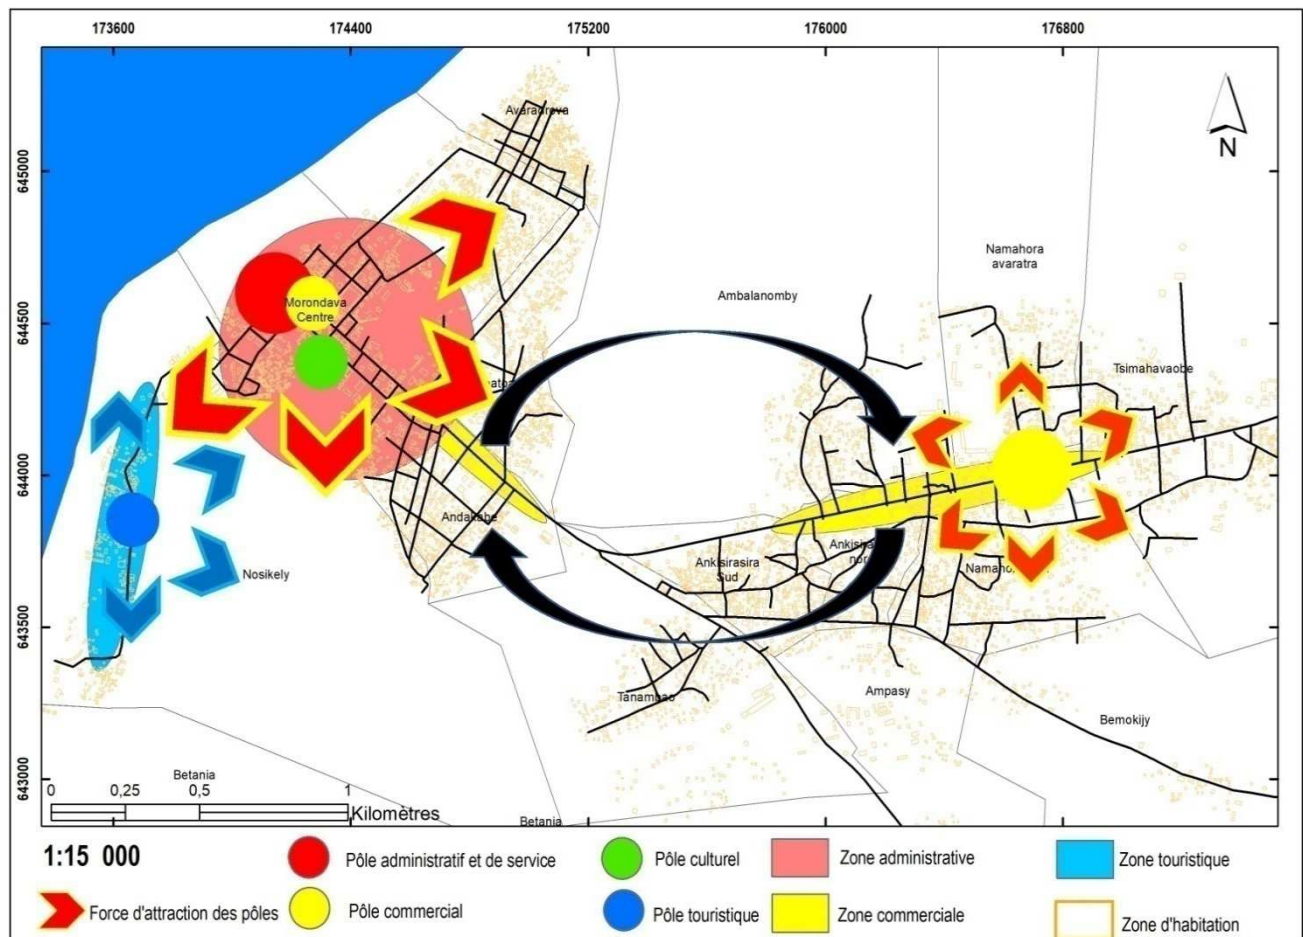 173600 174400 175200 176000 176800
645000
644500
644000
643500
643000
N
Avaradrova
Namahora
avaratra
Ambalanomby
Morondava
Centre
Tsimahavaobe
Andakabe
Nosikely
Ankisirasira
Sud
Tanambao
Ampasy
Bemokijy
Betania
Betania
0 0,25 0,5 1
Kilomètres
1:15 000
Pôle administratif et de service
Pôle culturel
Zone administrative
Zone touristique
Force d'attraction des pôles
Pôle commercial
Pôle touristique
Zone commerciale
Zone d'habitation